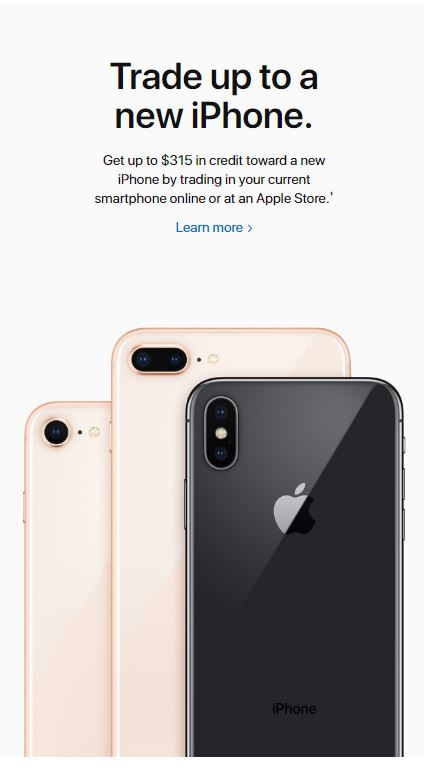 Trade up to a
new iPhone.
Get up to $315 in credit toward a new
iPhone by trading in your current
smartphone online or at an Apple Store.¹
Learn more >
iPhone